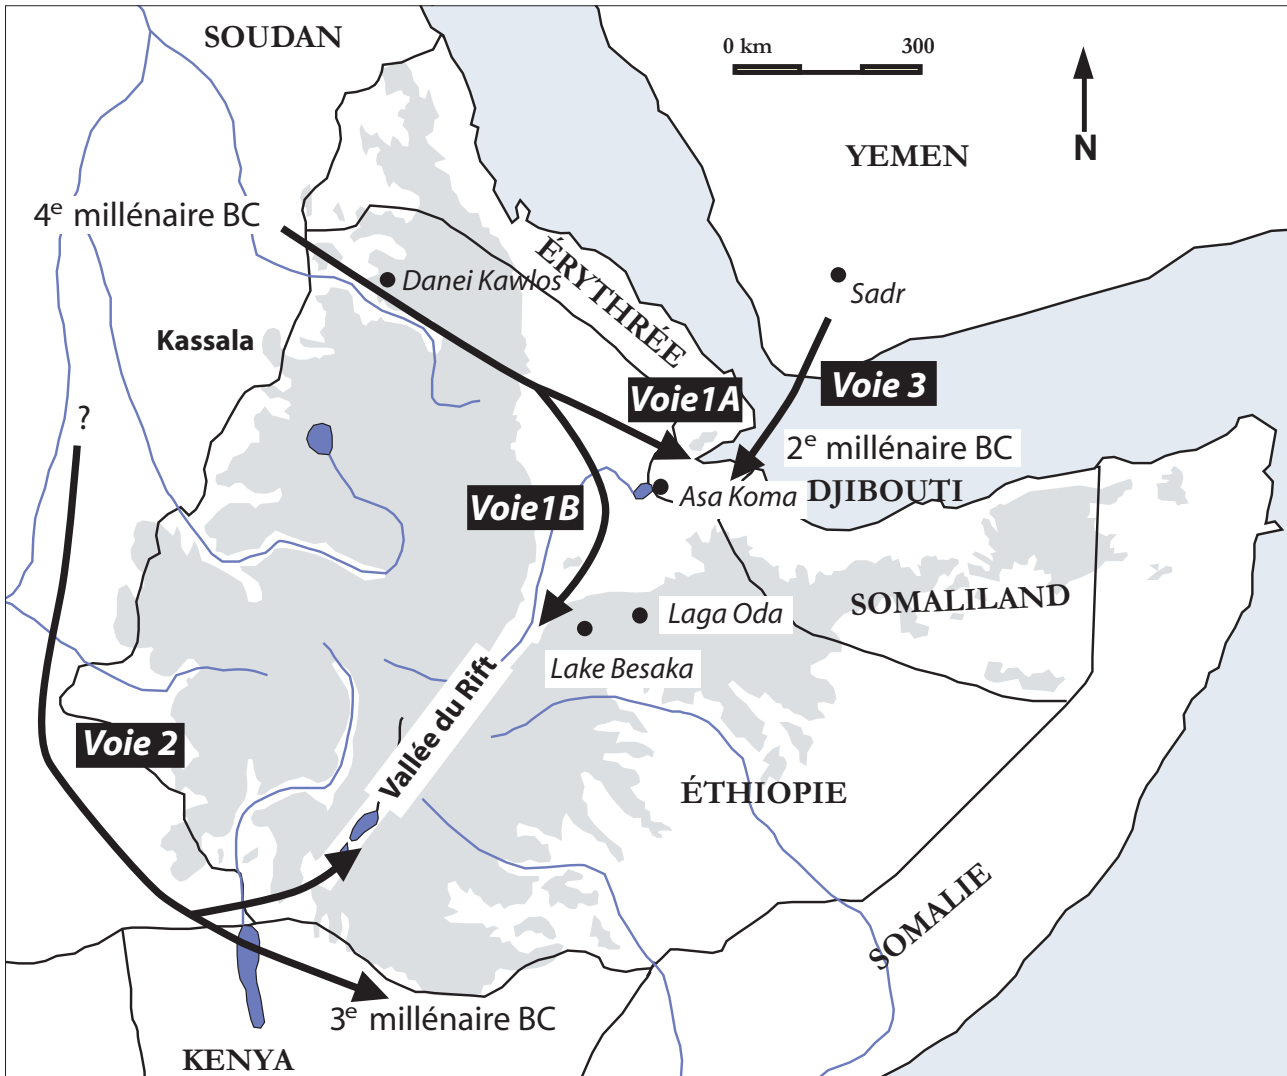 SOUDAN
0 km 300
YEMEN
N
4e millénaire BC
ÉRYTHRÉE
Danei Kawlos
Sadr
Kassala
Voie1A
Voie 3
?
2e millénaire BC
Voie1B
Asa Koma
DJIBOUTI
SOMALILAND
Laga Oda
Lake Besaka
Vallée du Rift
Voie 2
ÉTHIOPIE
SOMALIE
3e millénaire BC
KENYA